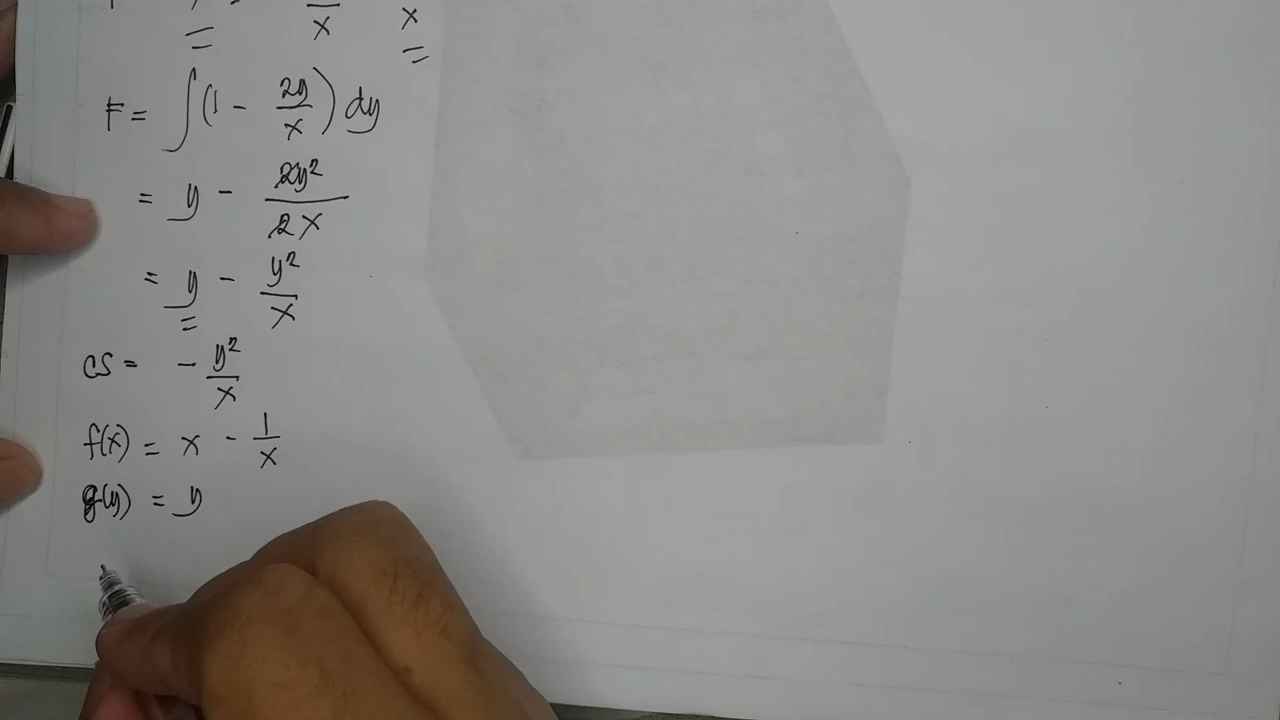 x x
=  =
F = ∫(1 - 2y/x) dy
= y - 2y²/2x
= y - y²/x
=
CS = - y²/x
f(x) = x - 1/x
g(y) = y